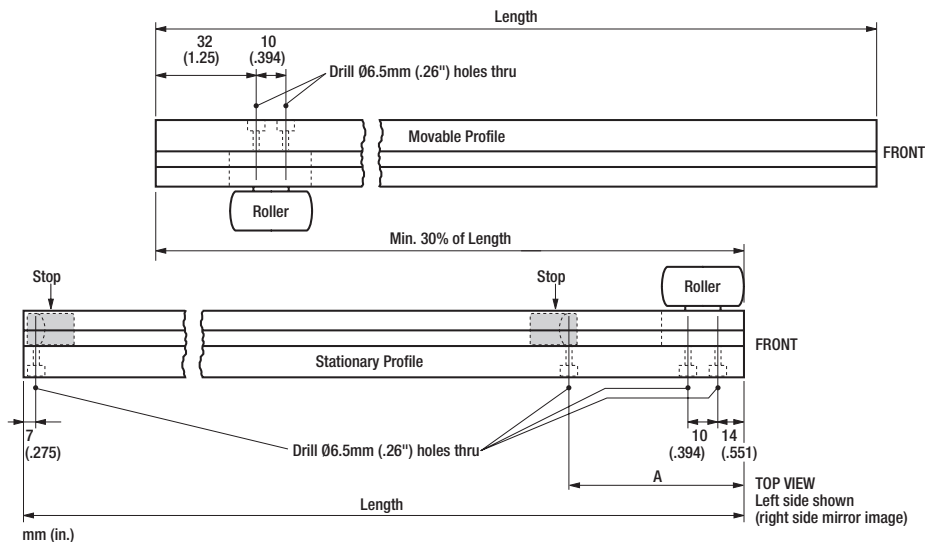 Length
32
(1.25)
10
(.394)
Drill Ø6.5mm (.26") holes thru
Movable Profile
FRONT
Roller
Min. 30% of Length
Stop
Stop
Roller
FRONT
Stationary Profile
7
(.275)
Drill Ø6.5mm (.26") holes thru
10
(.394)
14
(.551)
A
TOP VIEW
Left side shown
(right side mirror image)
Length
mm (in.)